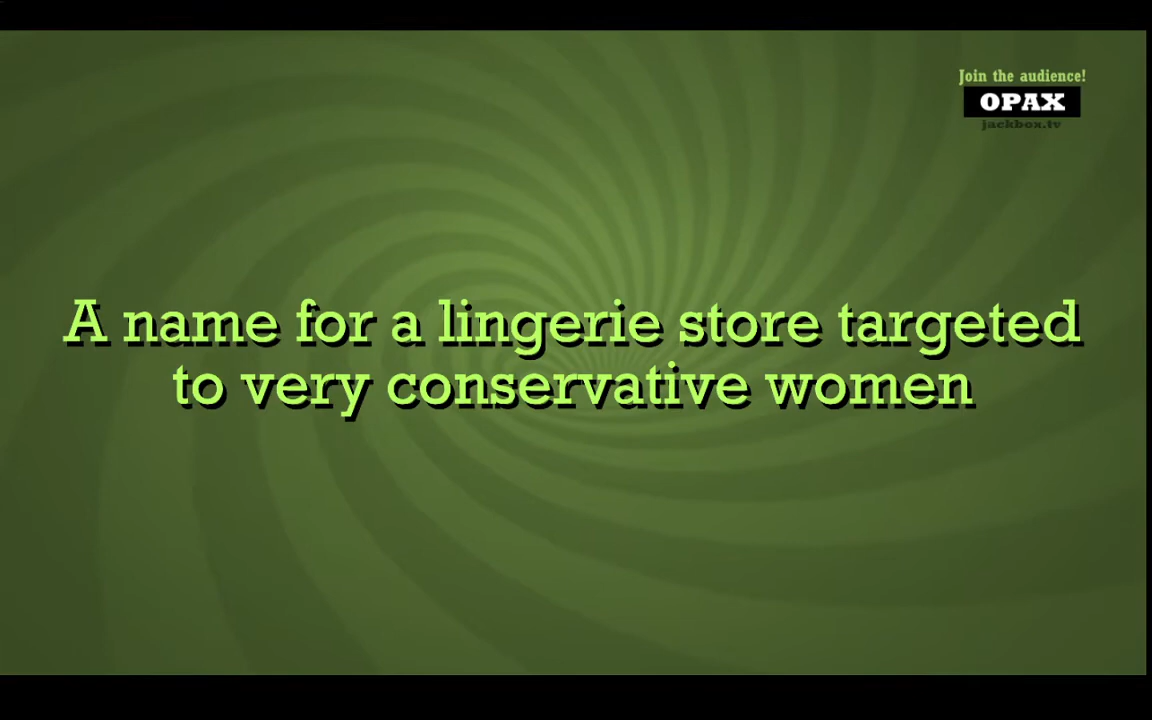 Join the audience!
OPAX
jackbox.tv
A name for a lingerie store targeted
to very conservative women